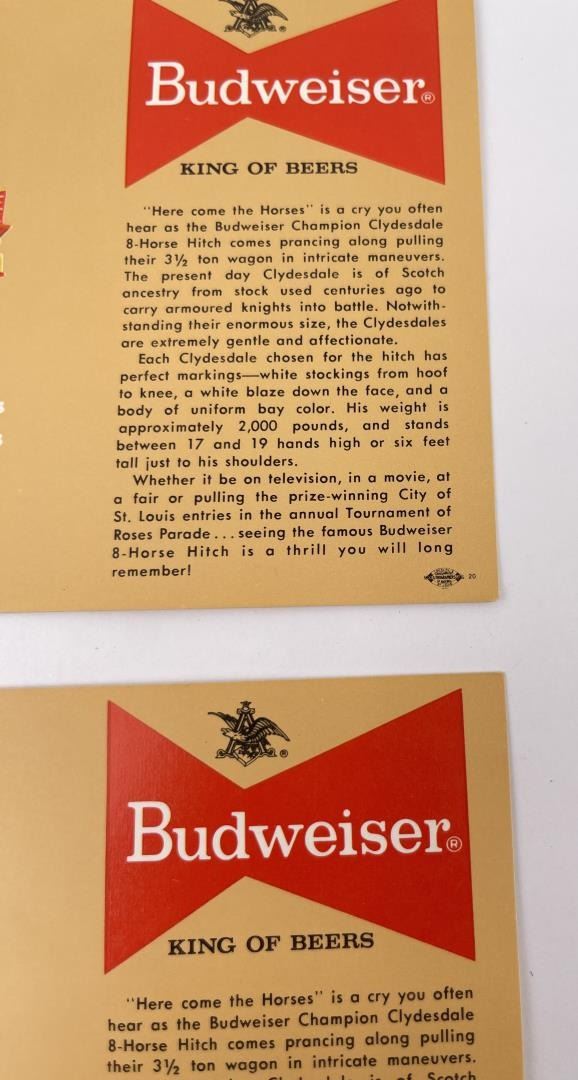 Budweiser®
KING OF BEERS
"Here come the Horses" is a cry you often
hear as the Budweiser Champion Clydesdale
8-Horse Hitch comes prancing along pulling
their 3½ ton wagon in intricate maneuvers.
The present day Clydesdale is of Scotch
ancestry from stock used centuries ago to
carry armoured knights into battle. Notwith-
standing their enormous size, the Clydesdales
are extremely gentle and affectionate.
Each Clydesdale chosen for the hitch has
perfect markings—white stockings from hoof
to knee, a white blaze down the face, and a
body of uniform bay color. His weight is
approximately 2,000 pounds, and stands
between 17 and 19 hands high or six feet
tall just to his shoulders.
Whether it be on television, in a movie, at
a fair or pulling the prize-winning City of
St. Louis entries in the annual Tournament of
Roses Parade . . . seeing the famous Budweiser
8-Horse Hitch is a thrill you will long
remember!
20
®
Budweiser®
KING OF BEERS
"Here come the Horses" is a cry you often
hear as the Budweiser Champion Clydesdale
8-Horse Hitch comes prancing along pulling
their 3½ ton wagon in intricate maneuvers.
Clydesdale is of Scotch